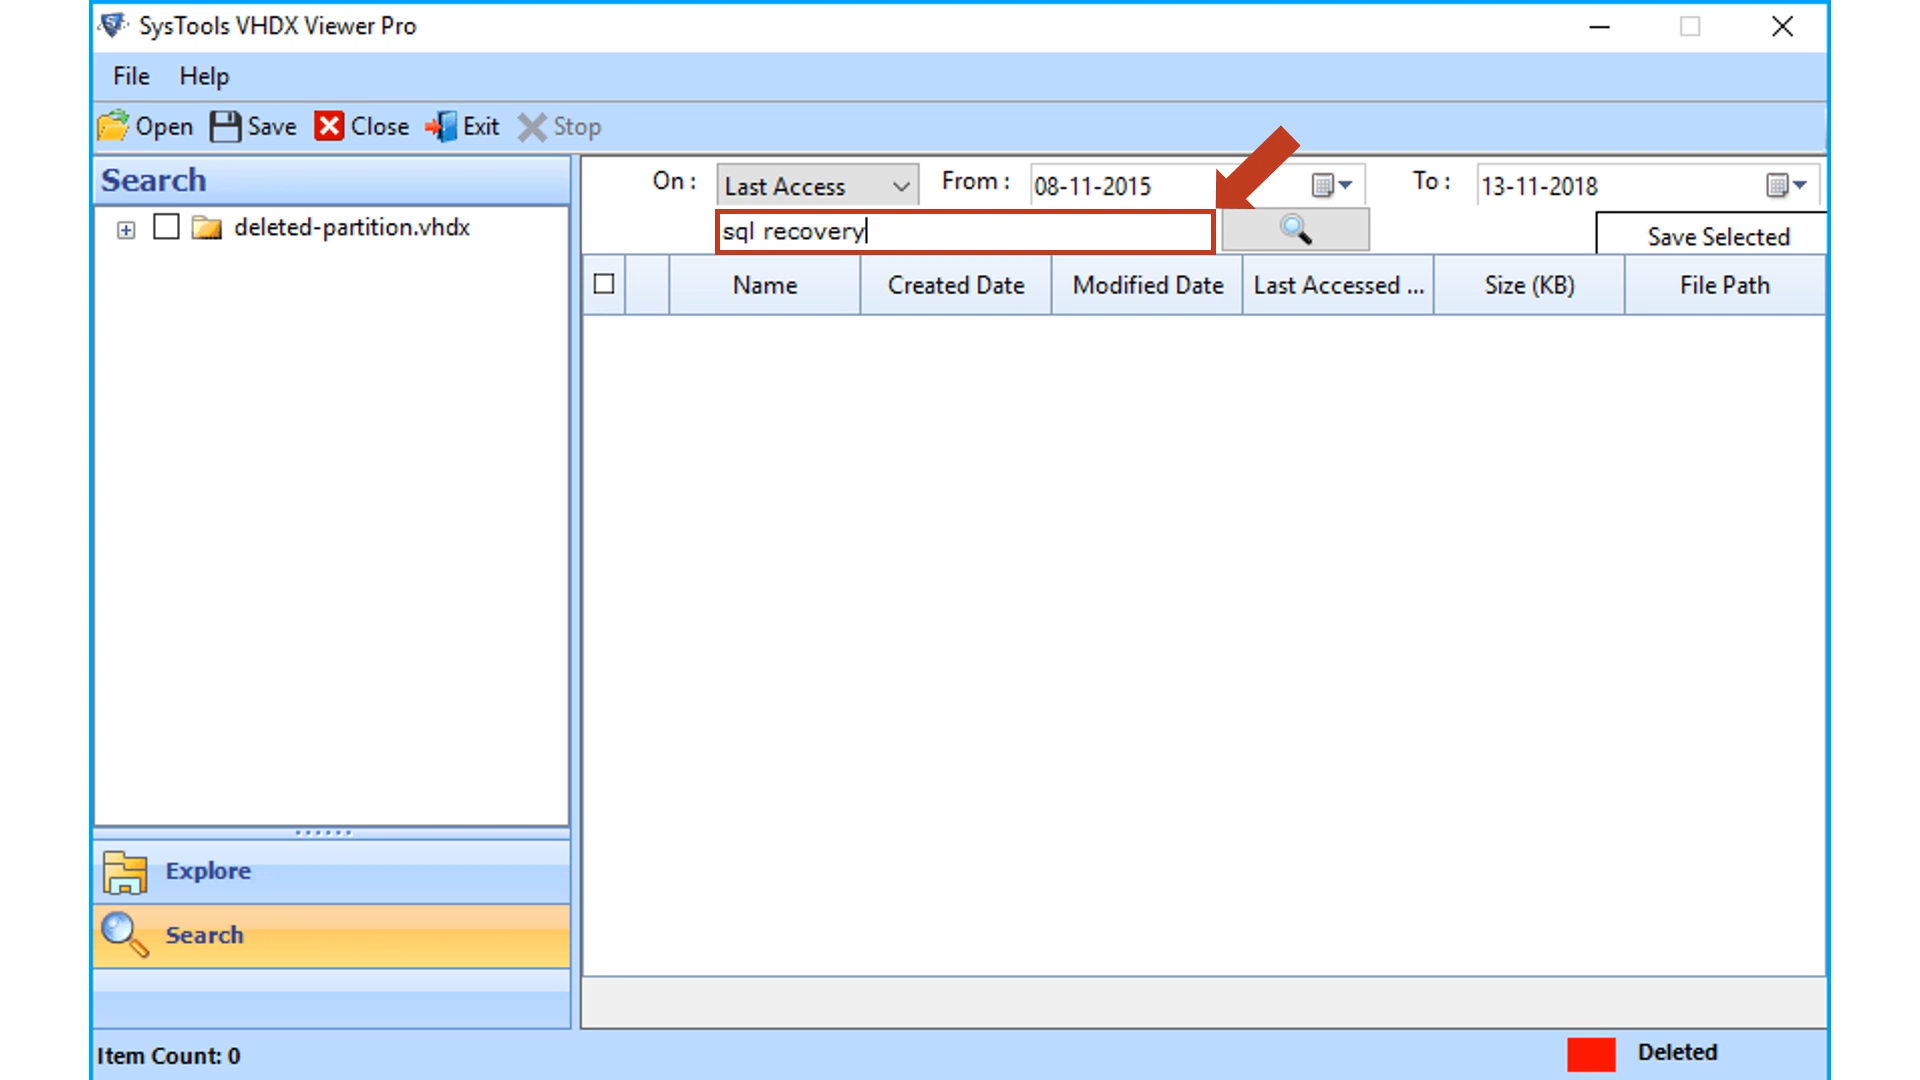 SysTools VHDX Viewer Pro
File Help
Open Save Close Exit Stop
Search
On : Last Access From : 08-11-2015 To : 13-11-2018
deleted-partition.vhdx
sql recovery
Save Selected
Name Created Date Modified Date Last Accessed ... Size (KB) File Path
Explore
Search
Item Count: 0
Deleted